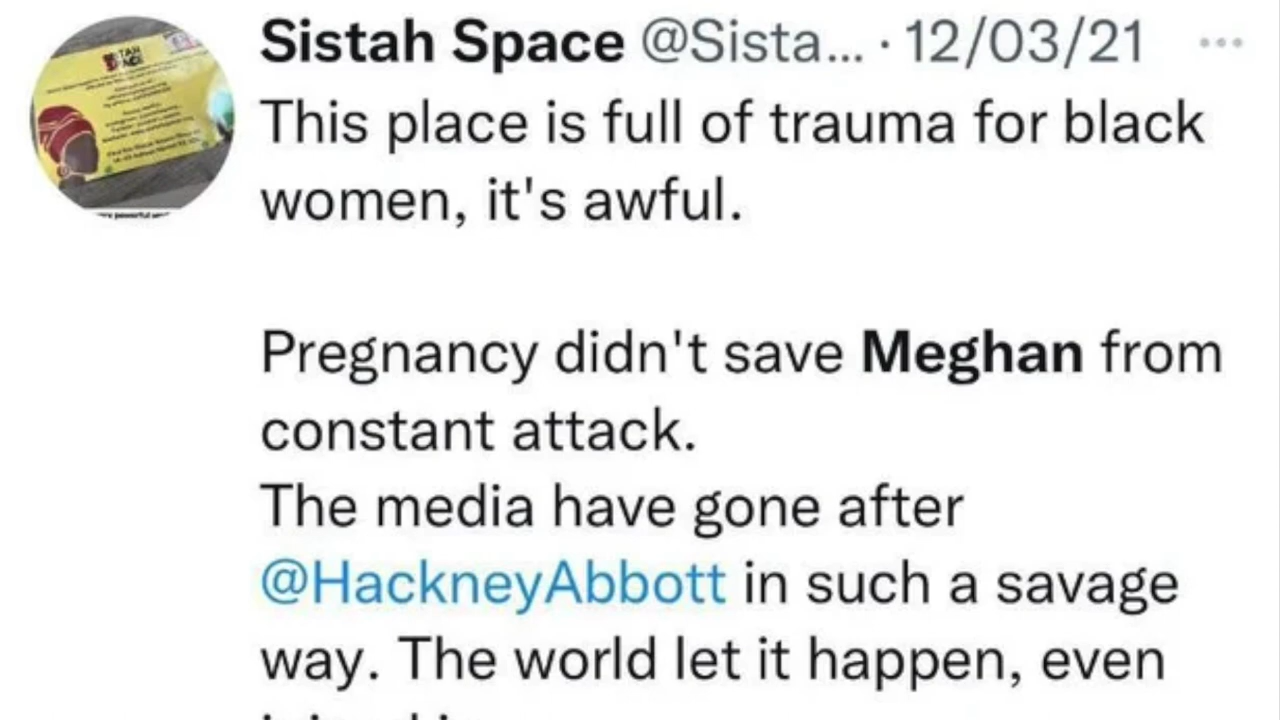 Sistah Space @Sista... · 12/03/21 ...
This place is full of trauma for black
women, it's awful.
Pregnancy didn't save Meghan from
constant attack.
The media have gone after
@HackneyAbbott in such a savage
way. The world let it happen, even